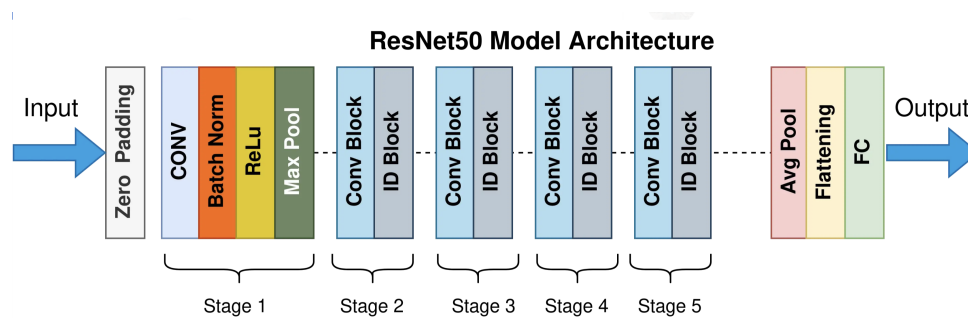 ResNet50 Model Architecture
Input
Zero Padding
CONV
Batch Norm
ReLu
Max Pool
Conv Block
ID Block
Conv Block
ID Block
Conv Block
ID Block
Conv Block
ID Block
Avg Pool
Flattening
FC
Output
Stage 1
Stage 2
Stage 3
Stage 4
Stage 5